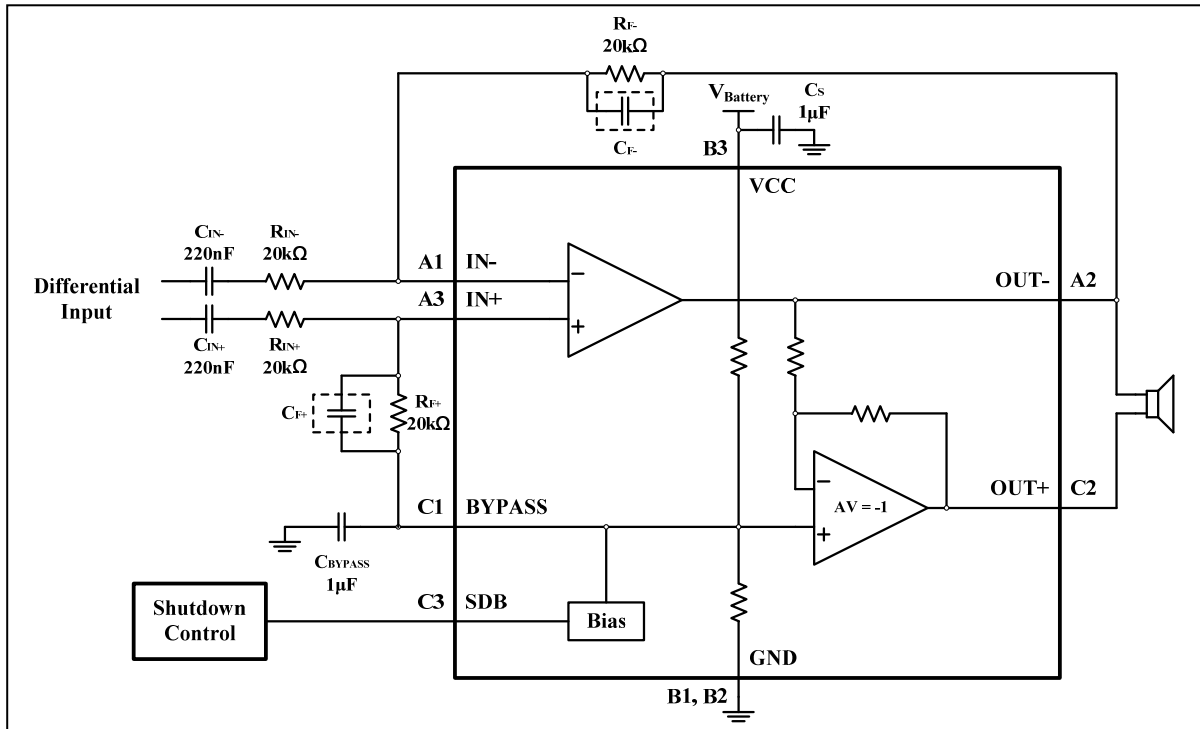 RF-
20kΩ
VBattery
CS
1μF
CF-
B3
VCC
CIN-
220nF
RIN-
20kΩ
Differential
Input
A1
IN-
A3
IN+
OUT-
A2
CIN+
220nF
RIN+
20kΩ
CF+
RF+
20kΩ
C1
BYPASS
AV = -1
OUT+
C2
CBYPASS
1μF
C3
SDB
Shutdown
Control
Bias
GND
B1, B2